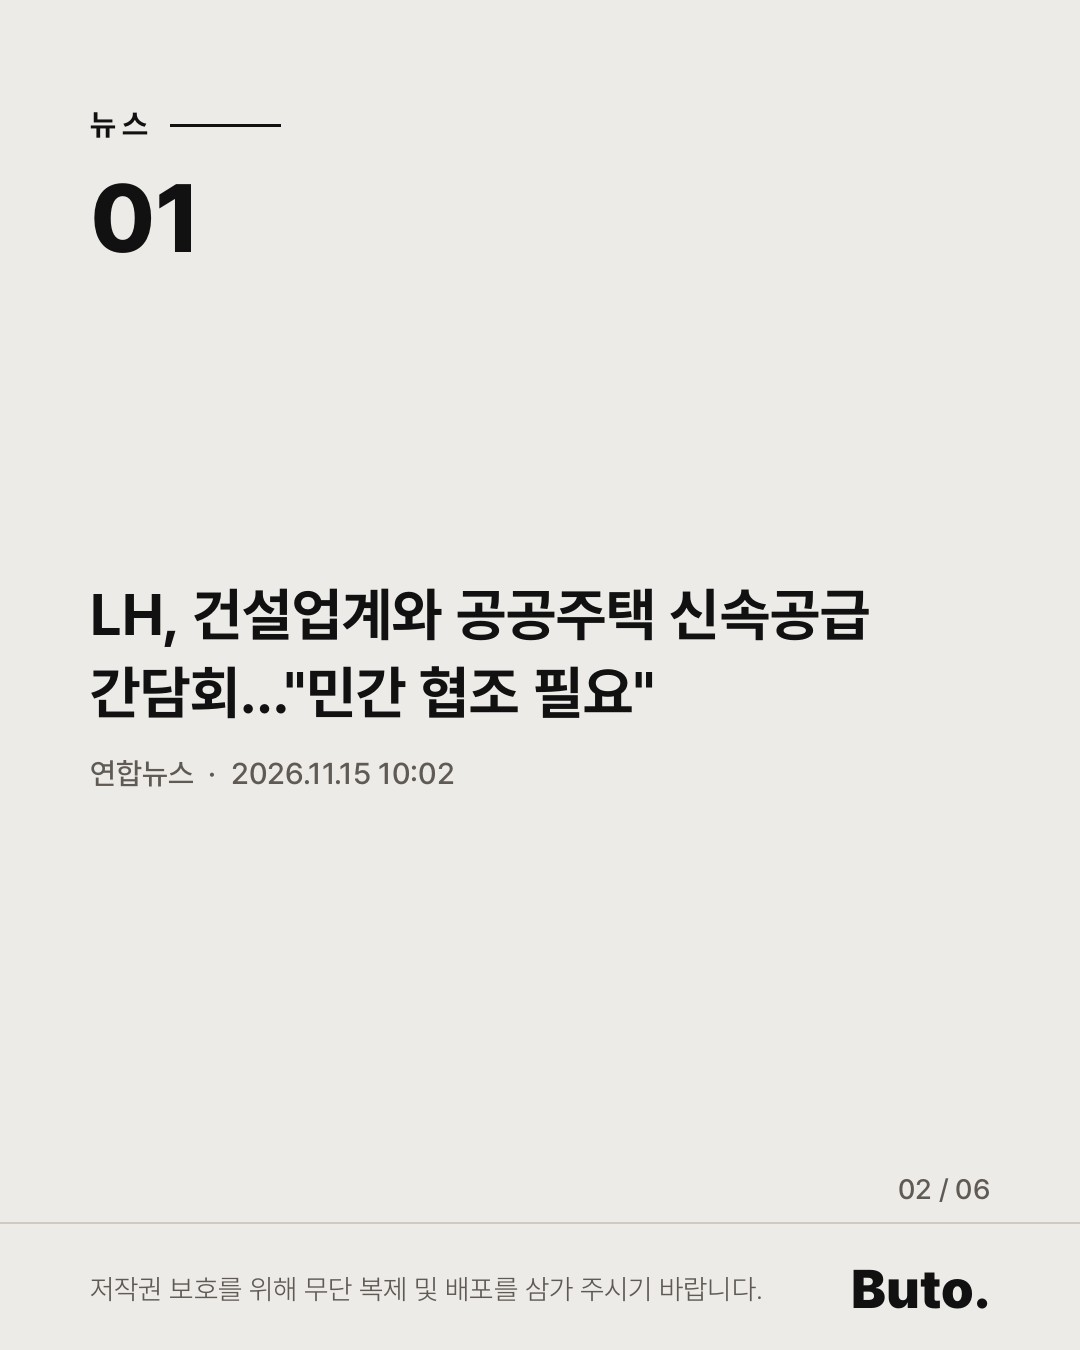 뉴스
01
LH, 건설업계와 공공주택 신속공급
간담회..."민간 협조 필요"
연합뉴스 · 2026.11.15 10:02
02 / 06
저작권 보호를 위해 무단 복제 및 배포를 삼가 주시기 바랍니다.
Buto.